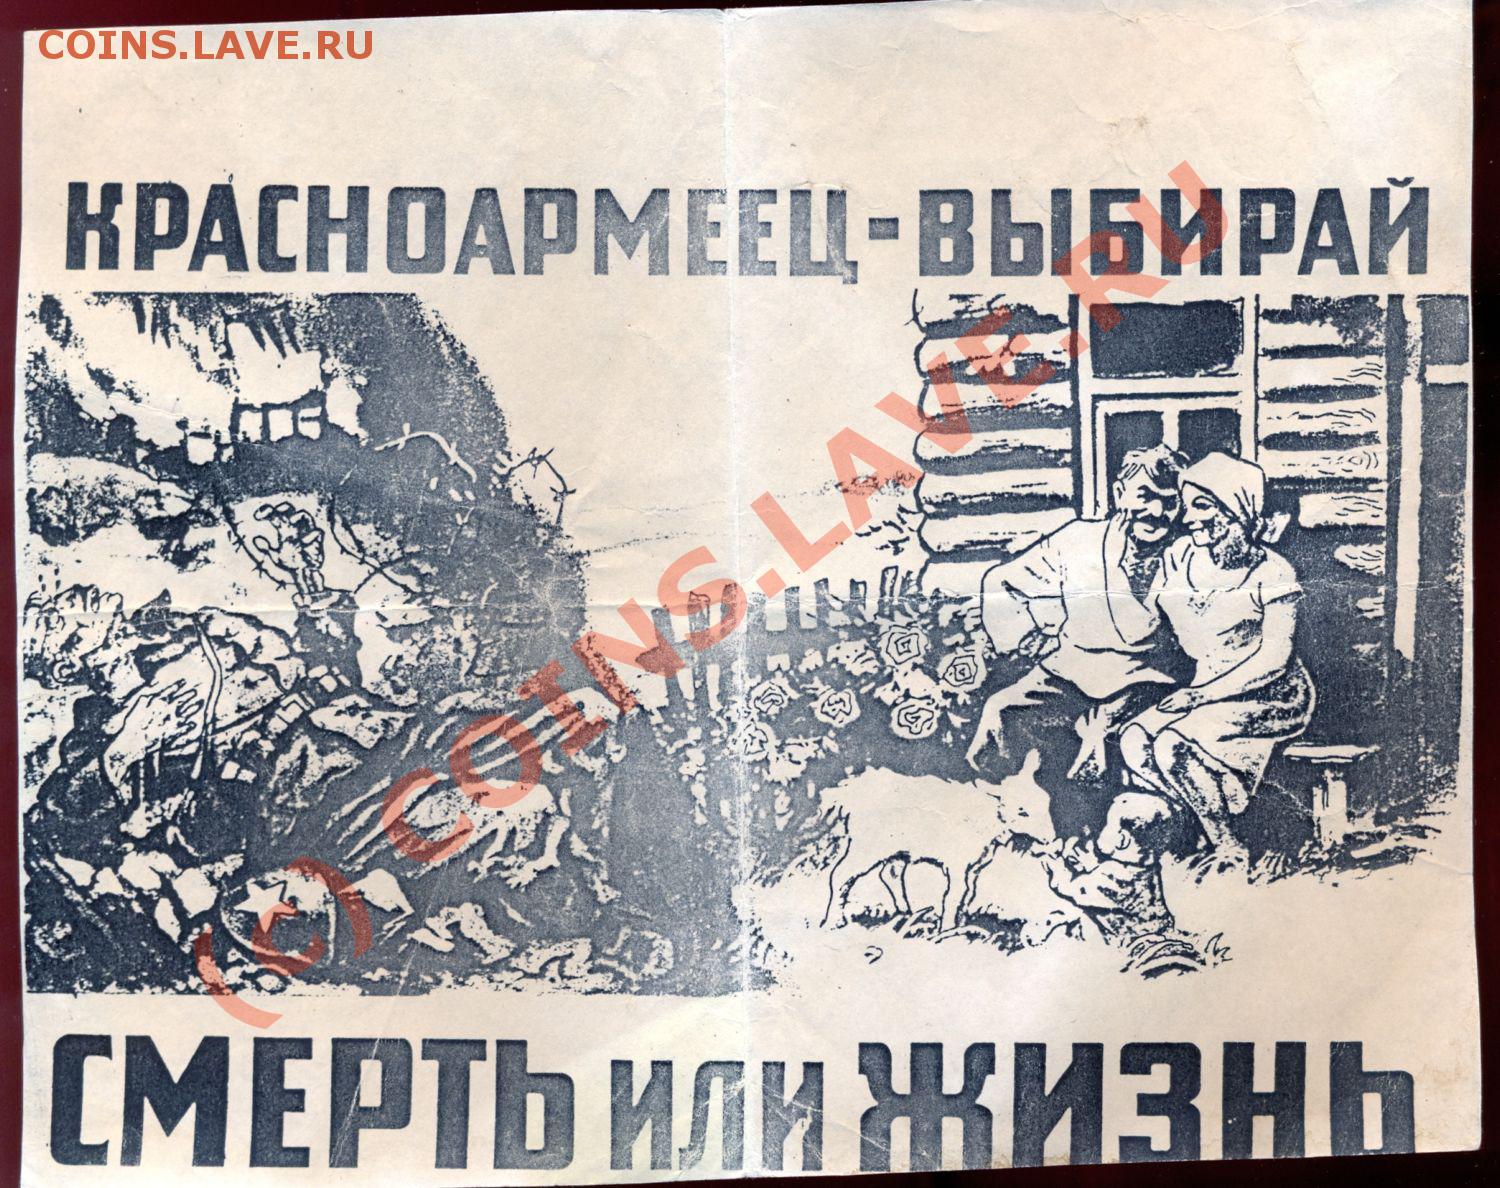 COINS.LAVE.RU
КРАСНОАРМЕЕЦ-ВЫБИРАЙ
(c) COINS.LAVE.RU
СМЕРТЬ ИЛИ ЖИЗНЬ